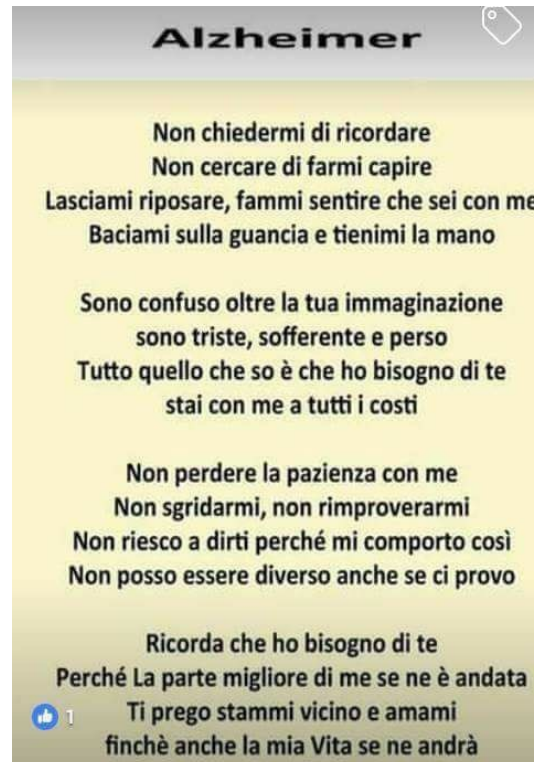 Alzheimer
Non chiedermi di ricordare
Non cercare di farmi capire
Lasciami riposare, fammi sentire che sei con me
Baciami sulla guancia e tienimi la mano
Sono confuso oltre la tua immaginazione
sono triste, sofferente e perso
Tutto quello che so è che ho bisogno di te
stai con me a tutti i costi
Non perdere la pazienza con me
Non sgridarmi, non rimproverarmi
Non riesco a dirti perché mi comporto così
Non posso essere diverso anche se ci provo
Ricorda che ho bisogno di te
Perché La parte migliore di me se ne è andata
Ti prego stammi vicino e amami
finchè anche la mia Vita se ne andrà
1